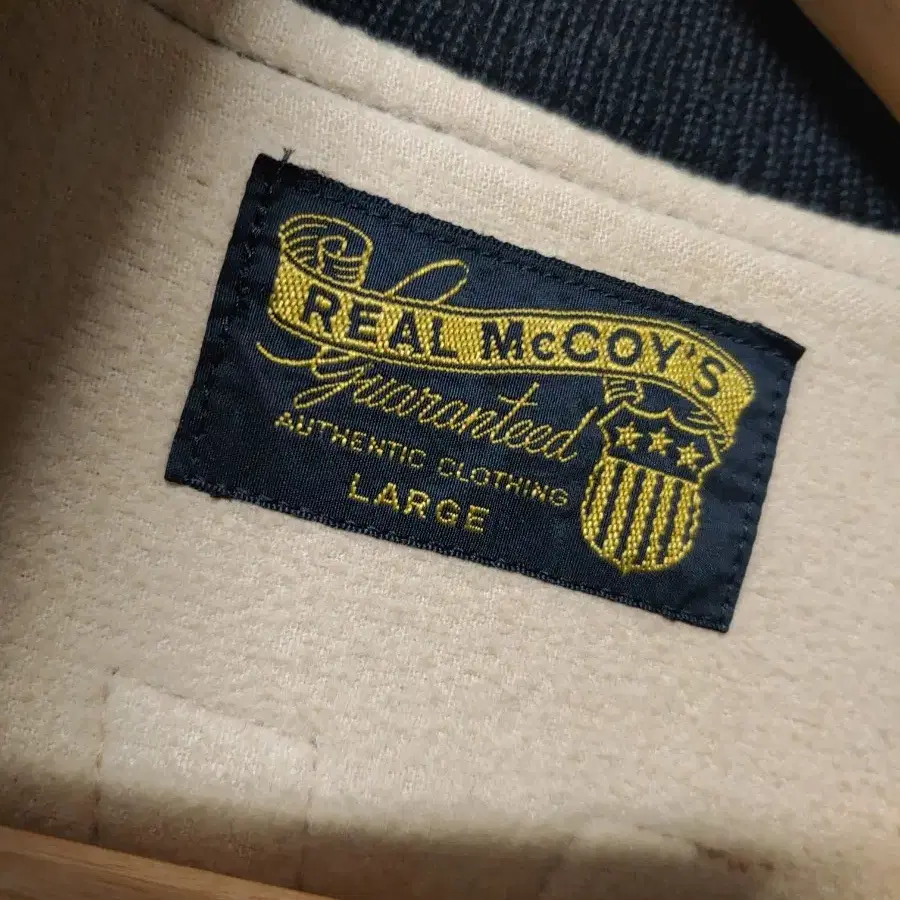 REAL McCOY'S
Guaranteed
AUTHENTIC CLOTHING
LARGE